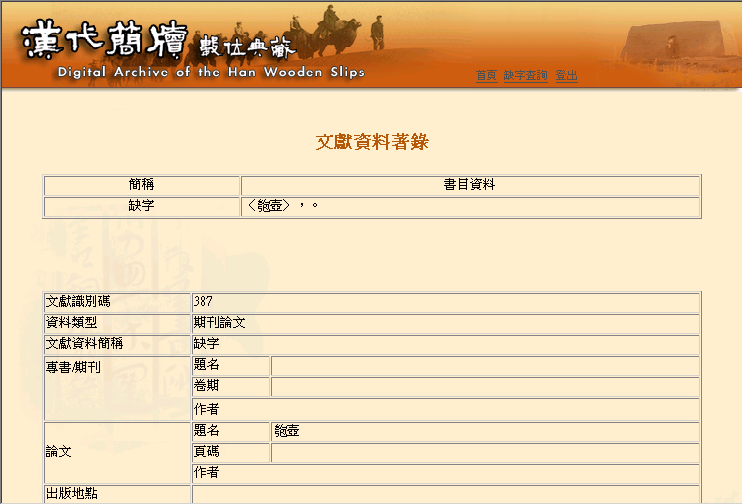 漢代簡牘數位典藏
Digital Archive of the Han Wooden Slips
首頁 缺字查詢 登出
文獻資料著錄
簡稱 書目資料
缺字 〈匏壺〉，。
文獻識別碼 387
資料類型 期刊論文
文獻資料簡稱 缺字
專書/期刊 題名
卷期
作者
論文 題名 匏壺
頁碼
作者
出版地點